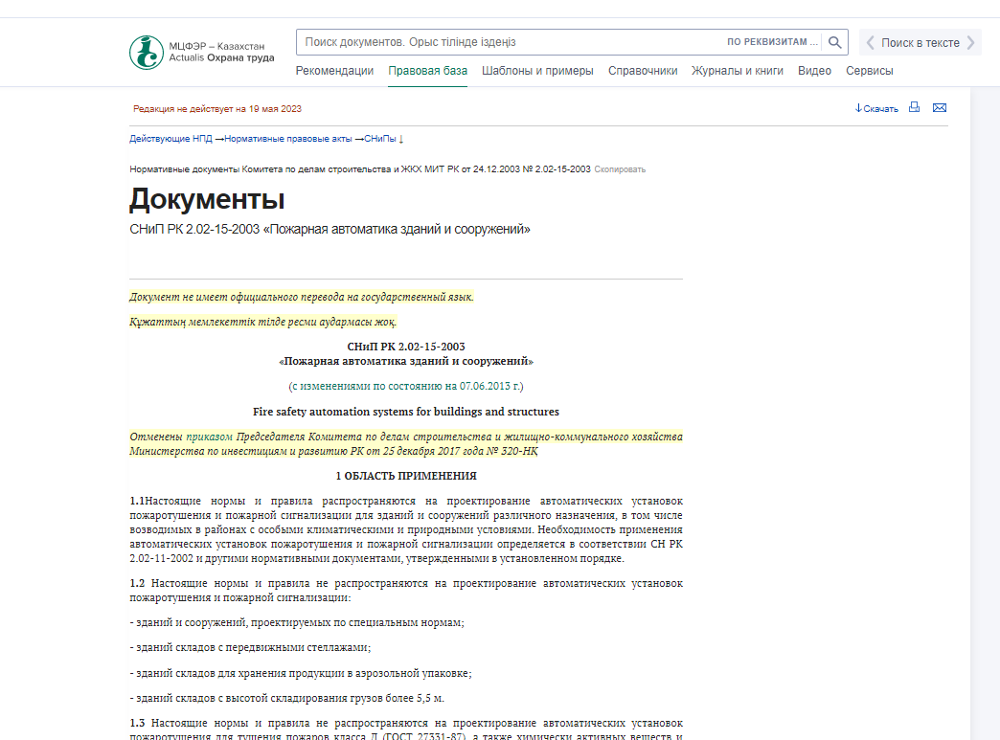 МЦФЭР – Казахстан
Actualis Охрана труда
Поиск документов. Орыс тілінде іздеңіз
ПО РЕКВИЗИТАМ ...
Поиск в тексте
Рекомендации Правовая база Шаблоны и примеры Справочники Журналы и книги Видео Сервисы
Редакция не действует на 19 мая 2023
↓Скачать
Действующие НПД →Нормативные правовые акты →СНиПы ↓
Нормативные документы Комитета по делам строительства и ЖКХ МИТ РК от 24.12.2003 № 2.02-15-2003 Скопировать
Документы
СНиП РК 2.02-15-2003 «Пожарная автоматика зданий и сооружений»
Документ не имеет официального перевода на государственный язык.
Құжаттың мемлекеттік тілде ресми аудармасы жоқ.
СНиП РК 2.02-15-2003
«Пожарная автоматика зданий и сооружений»
(с изменениями по состоянию на 07.06.2013 г.)
Fire safety automation systems for buildings and structures
Отменены приказом Председателя Комитета по делам строительства и жилищно-коммунального хозяйства
Министерства по инвестициям и развитию РК от 25 декабря 2017 года № 320-НҚ
1 ОБЛАСТЬ ПРИМЕНЕНИЯ
1.1Настоящие нормы и правила распространяются на проектирование автоматических установок
пожаротушения и пожарной сигнализации для зданий и сооружений различного назначения, в том числе
возводимых в районах с особыми климатическими и природными условиями. Необходимость применения
автоматических установок пожаротушения и пожарной сигнализации определяется в соответствии СН РК
2.02-11-2002 и другими нормативными документами, утвержденными в установленном порядке.
1.2 Настоящие нормы и правила не распространяются на проектирование автоматических установок
пожаротушения и пожарной сигнализации:
- зданий и сооружений, проектируемых по специальным нормам;
- зданий складов с передвижными стеллажами;
- зданий складов для хранения продукции в аэрозольной упаковке;
- зданий складов с высотой складирования грузов более 5,5 м.
1.3 Настоящие нормы и правила не распространяются на проектирование автоматических установок
пожаротушения для тушения пожаров класса Д (ГОСТ 27331-87), а также химически активных веществ и